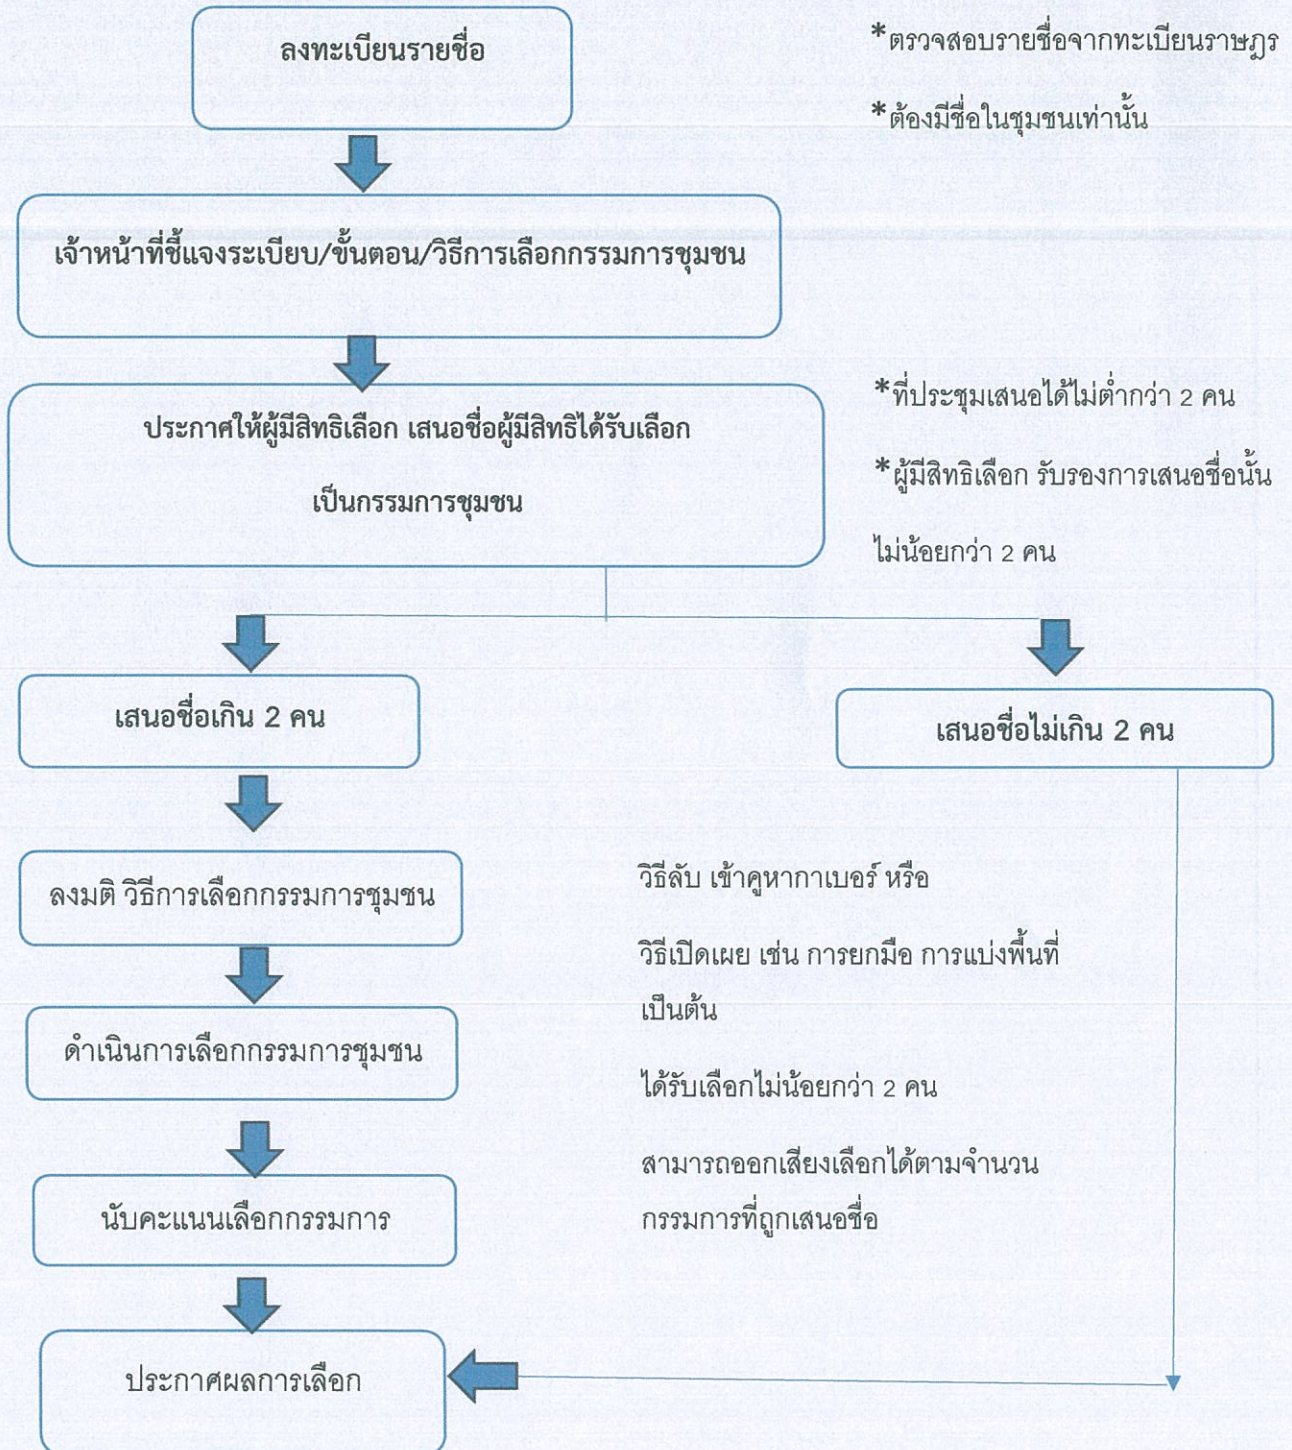 ลงทะเบียนรายชื่อ
*ตรวจสอบรายชื่อจากทะเบียนราษฎร
*ต้องมีชื่อในชุมชนเท่านั้น
เจ้าหน้าที่ชี้แจงระเบียบ/ขั้นตอน/วิธีการเลือกกรรมการชุมชน
ประกาศให้ผู้มีสิทธิเลือก เสนอชื่อผู้มีสิทธิได้รับเลือก
เป็นกรรมการชุมชน
*ที่ประชุมเสนอได้ไม่ต่ำกว่า 2 คน
*ผู้มีสิทธิเลือก รับรองการเสนอชื่อนั้น
ไม่น้อยกว่า 2 คน
เสนอชื่อเกิน 2 คน
เสนอชื่อไม่เกิน 2 คน
ลงมติ วิธีการเลือกกรรมการชุมชน
วิธีลับ เข้าคูหากาเบอร์ หรือ
วิธีเปิดเผย เช่น การยกมือ การแบ่งพื้นที่
เป็นต้น
ดำเนินการเลือกกรรมการชุมชน
ได้รับเลือกไม่น้อยกว่า 2 คน
สามารถออกเสียงเลือกได้ตามจำนวน
กรรมการที่ถูกเสนอชื่อ
นับคะแนนเลือกกรรมการ
ประกาศผลการเลือก